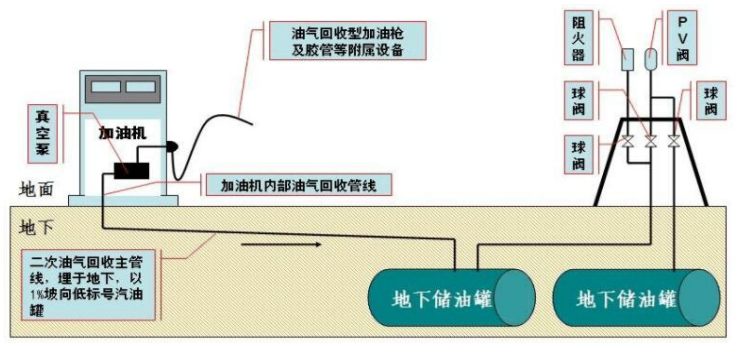 油气回收型加油枪
及胶管等附属设备
阻
火
器
P
V
阀
真
空
泵
加油机
球
阀
球
阀
球
阀
地面
加油机内部油气回收管线
地下
二次油气回收主管
线，埋于地下，以
1%坡向低标号汽油
罐
地下储油罐
地下储油罐